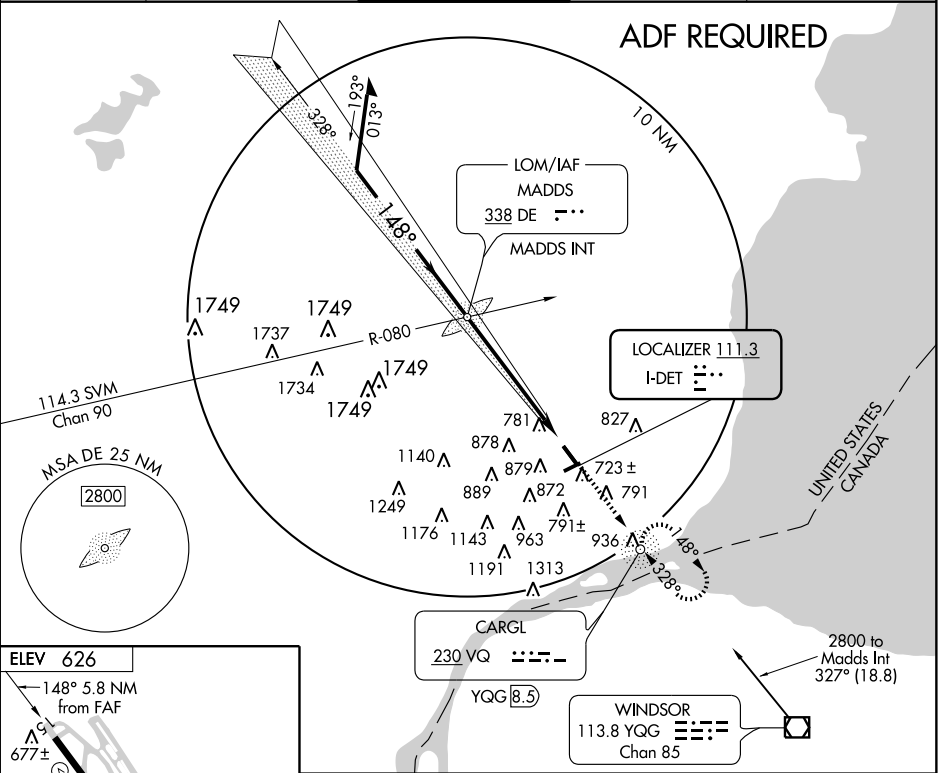 ADF REQUIRED
10 NM
328°
193°
013°
148°
LOM/IAF
MADDS
338 DE
MADDS INT
1749
1749
1737
R-080
1734
1749
1749
114.3 SVM
Chan 90
LOCALIZER 111.3
I-DET
UNITED STATES
CANADA
MSA DE 25 NM
2800
781
827
878
1140
879
723 ±
889
872
791
1249
791±
1176
1143
963
936
1191
1313
148°
328°
CARGL
230 VQ
YQG 8.5
2800 to
Madds Int
327° (18.8)
WINDSOR
113.8 YQG
Chan 85
ELEV 626
148° 5.8 NM
from FAF
5
677±